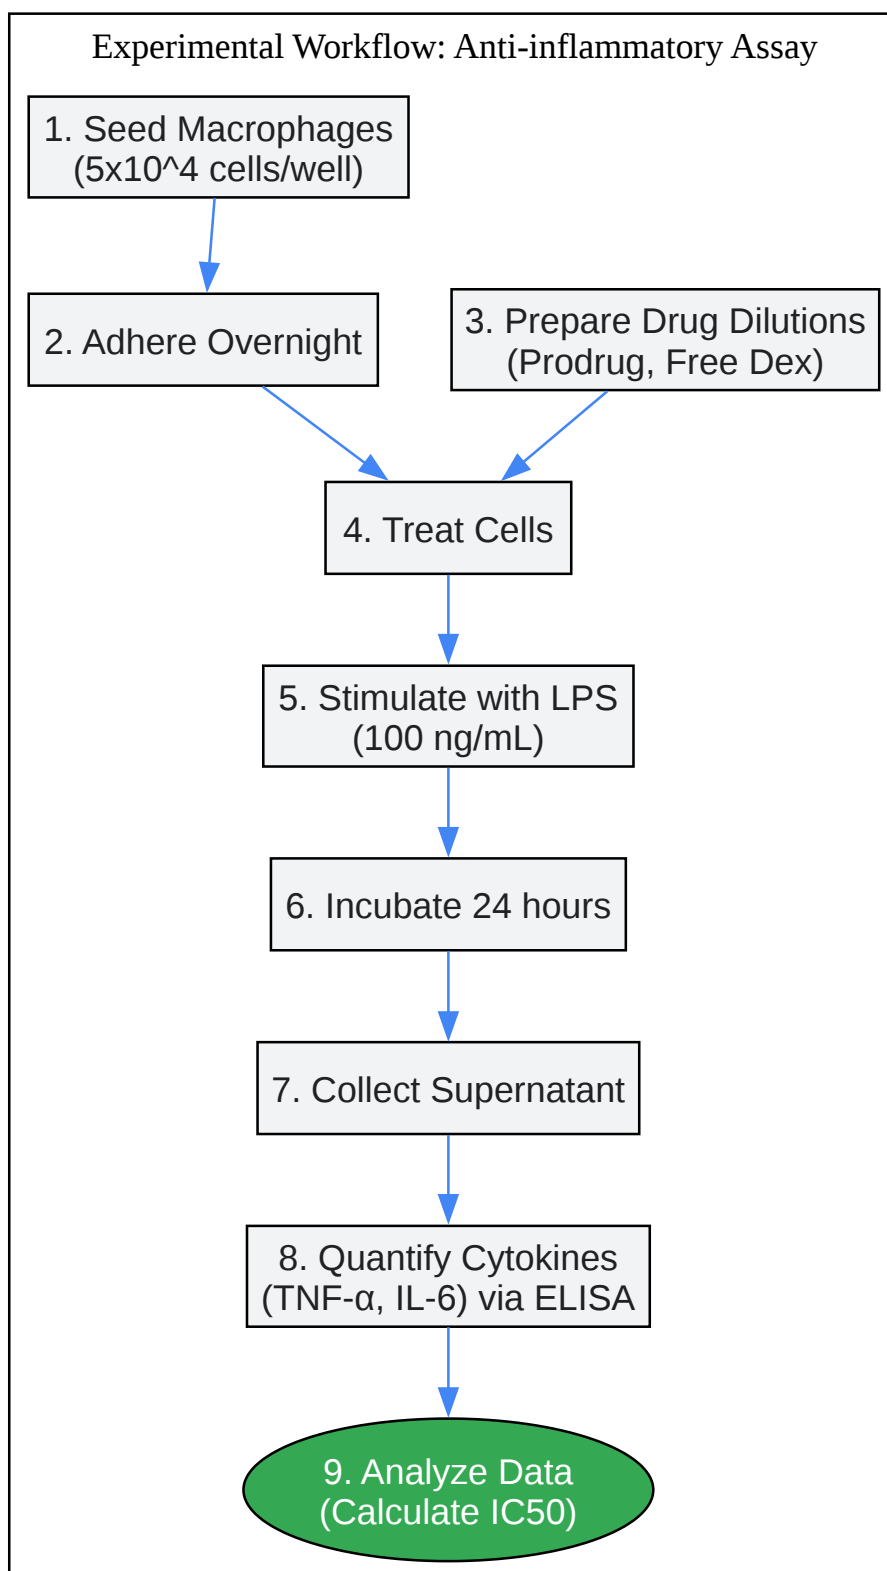 Experimental Workflow: Anti-inflammatory Assay
1. Seed Macrophages
(5x10^4 cells/well)
2. Adhere Overnight
3. Prepare Drug Dilutions
(Prodrug, Free Dex)
4. Treat Cells
5. Stimulate with LPS
(100 ng/mL)
6. Incubate 24 hours
7. Collect Supernatant
8. Quantify Cytokines
(TNF-α, IL-6) via ELISA
9. Analyze Data
(Calculate IC50)